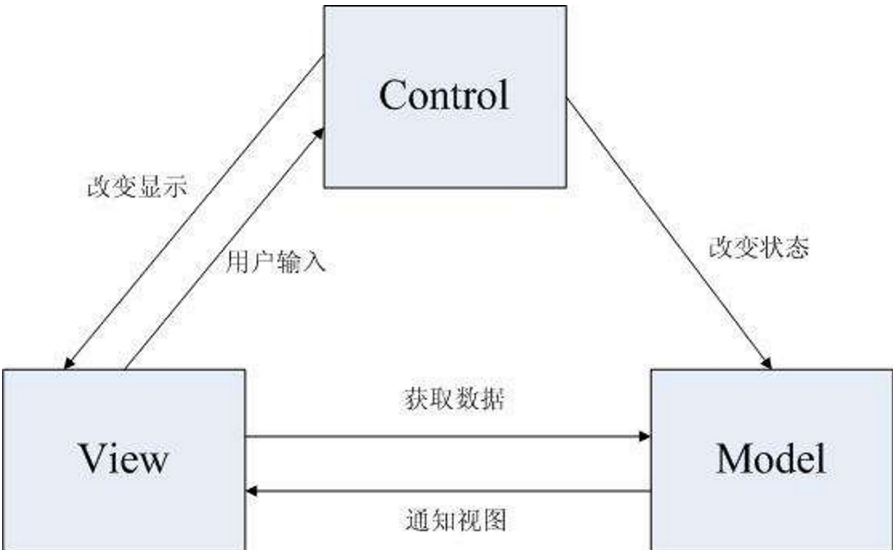 Control
改变显示
用户输入
改变状态
获取数据
View
Model
通知视图